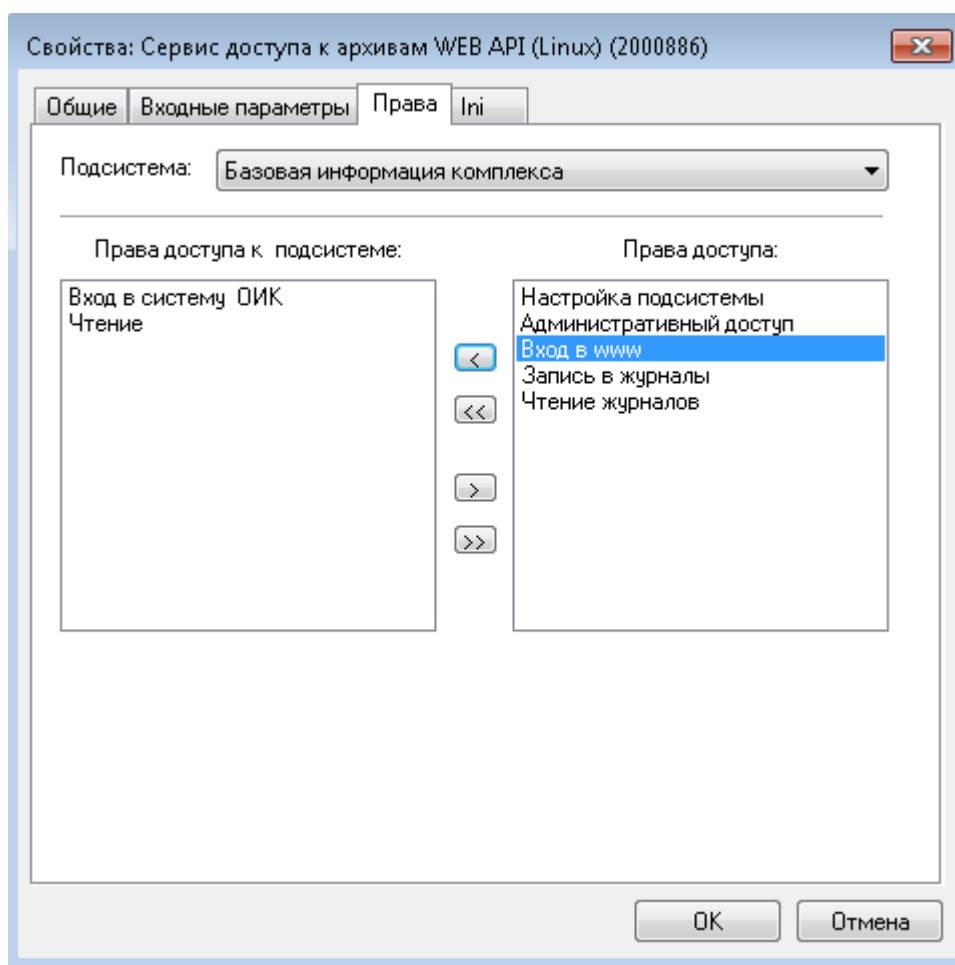 Свойства: Сервис доступа к архивам WEB API (Linux) (2000886)
Общие Входные параметры Права Ini
Подсистема: Базовая информация комплекса
Права доступа к подсистеме: Права доступа:
Вход в систему ОИК
Чтение
Настройка подсистемы
Административный доступ
Вход в www
Запись в журналы
Чтение журналов
<
<<
>
>>
OK Отмена